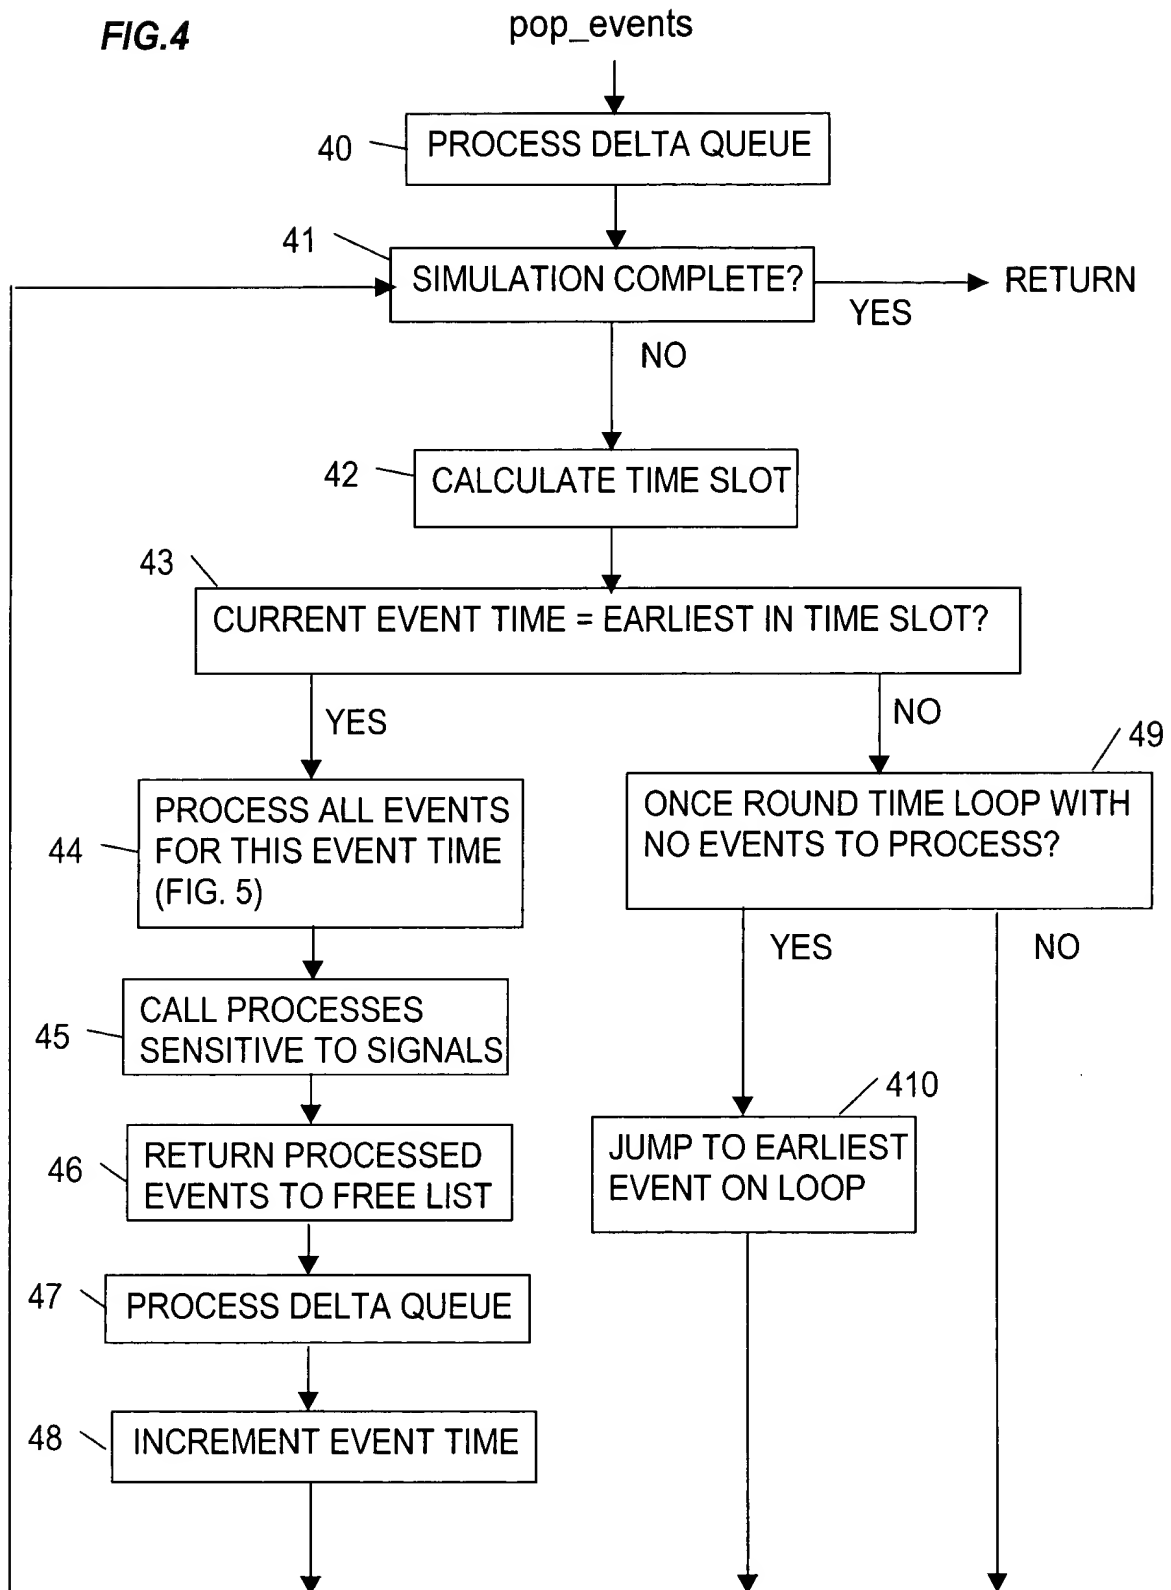 FIG.4
pop_events
40
PROCESS DELTA QUEUE
41
SIMULATION COMPLETE?
RETURN
YES
NO
42
CALCULATE TIME SLOT
43
CURRENT EVENT TIME = EARLIEST IN TIME SLOT?
YES
NO
49
44
PROCESS ALL EVENTS
FOR THIS EVENT TIME
(FIG. 5)
ONCE ROUND TIME LOOP WITH
NO EVENTS TO PROCESS?
YES
NO
45
CALL PROCESSES
SENSITIVE TO SIGNALS
410
46
RETURN PROCESSED
EVENTS TO FREE LIST
JUMP TO EARLIEST
EVENT ON LOOP
47
PROCESS DELTA QUEUE
48
INCREMENT EVENT TIME